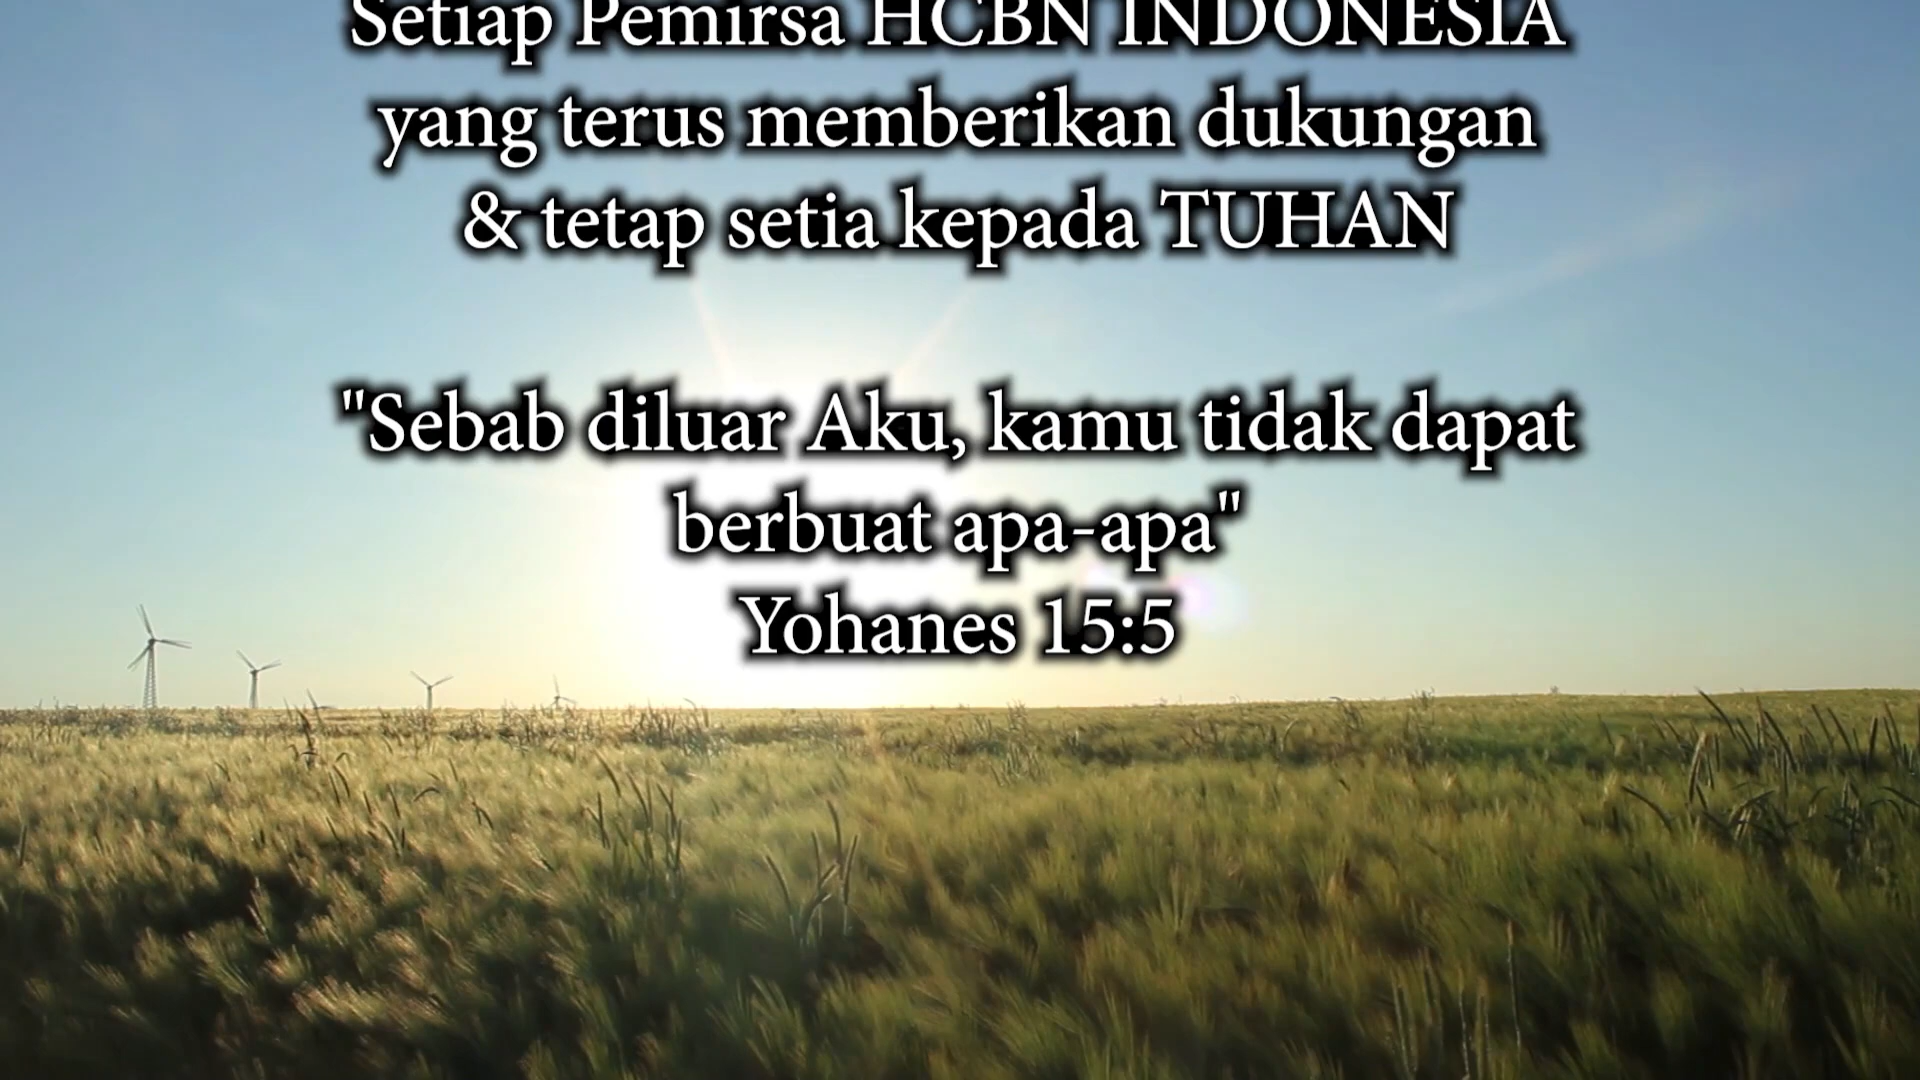 Setiap Pemirsa HCBN INDONESIA
yang terus memberikan dukungan
& tetap setia kepada TUHAN
"Sebab diluar Aku, kamu tidak dapat
berbuat apa-apa"
Yohanes 15:5